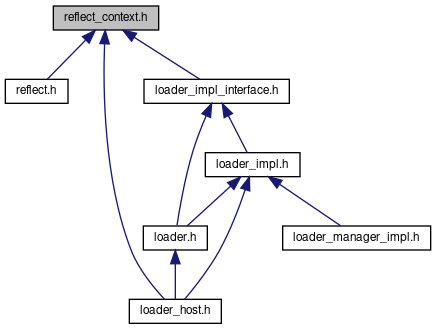 reflect_context.h
reflect.h
loader_impl_interface.h
loader_impl.h
loader.h
loader_manager_impl.h
loader_host.h